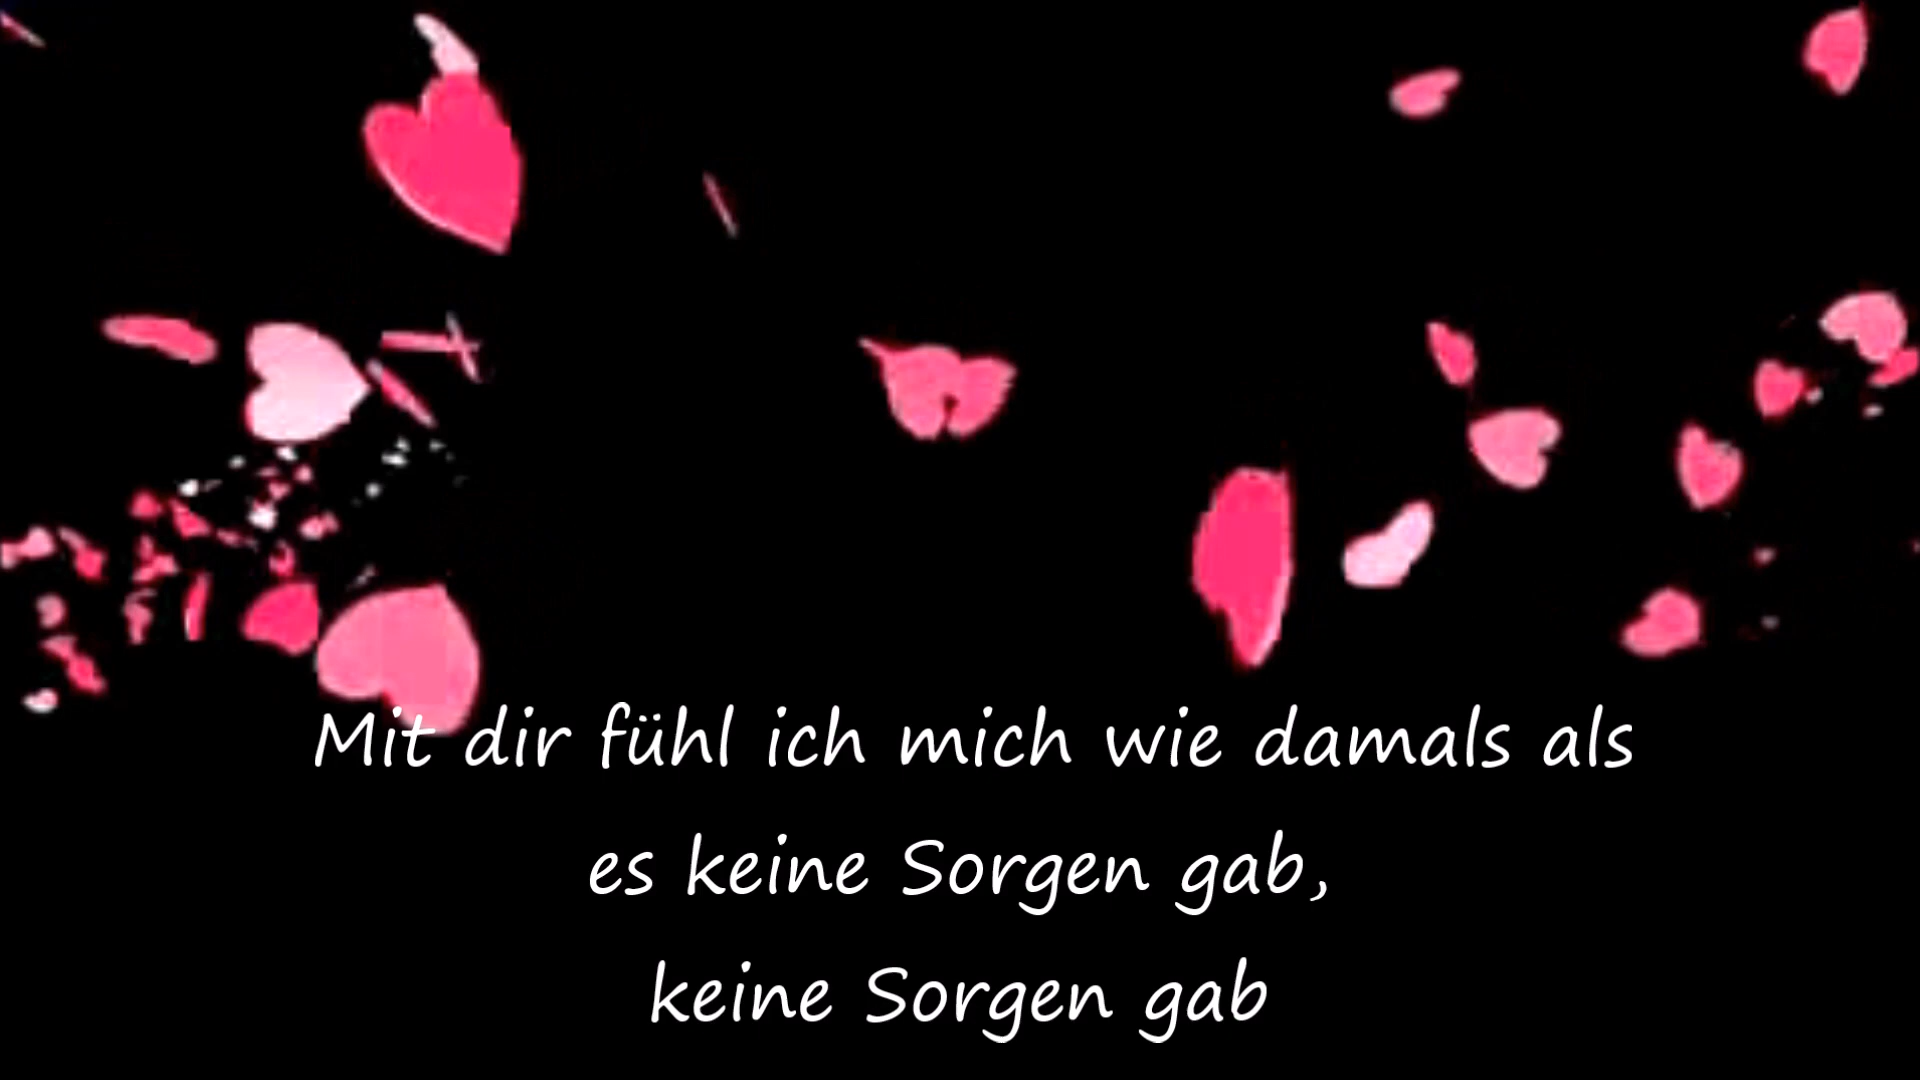 Mit dir fühl ich mich wie damals als
es keine Sorgen gab,
keine Sorgen gab